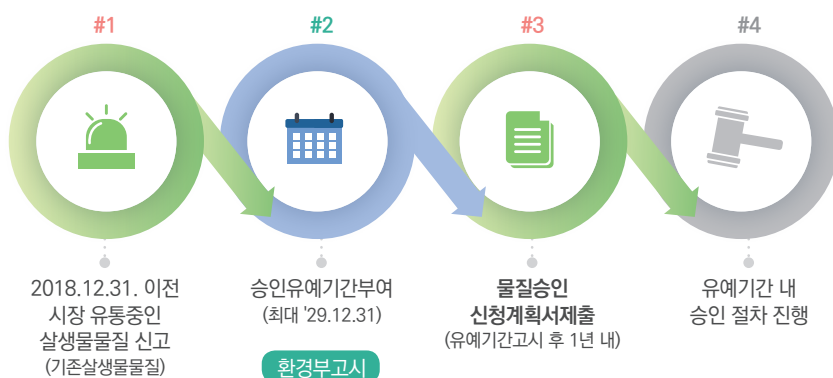 #1
#2
#3
#4
2018.12.31. 이전
시장 유통중인
살생물물질 신고
(기존살생물물질)
승인유예기간부여
(최대 '29.12.31)
환경부고시
물질승인
신청계획서제출
(유예기간고시 후 1년 내)
유예기간 내
승인 절차 진행